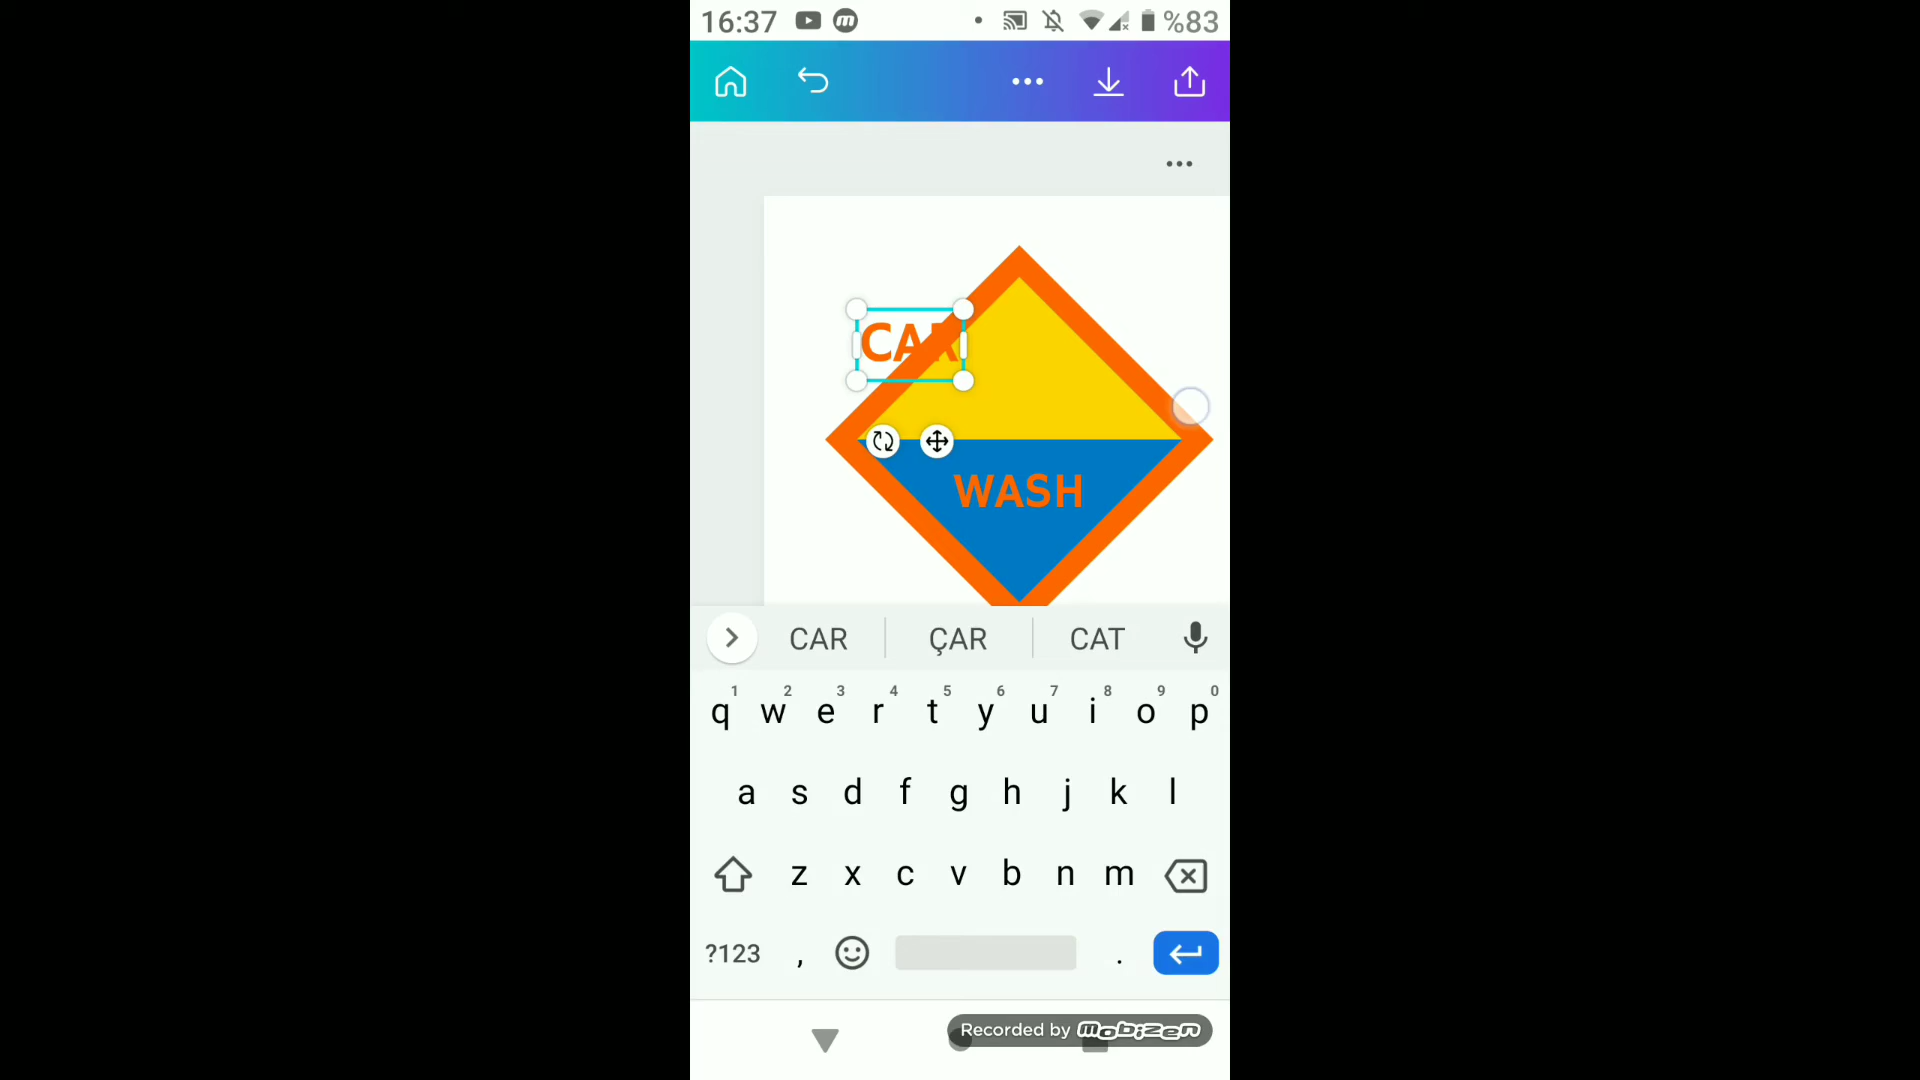 16:37 %83
CAR
WASH
CAR ÇAR CAT
1 2 3 4 5 6 7 8 9 0
q w e r t y u i o p
a s d f g h j k l
z x c v b n m
?123 , .
Recorded by mobizen